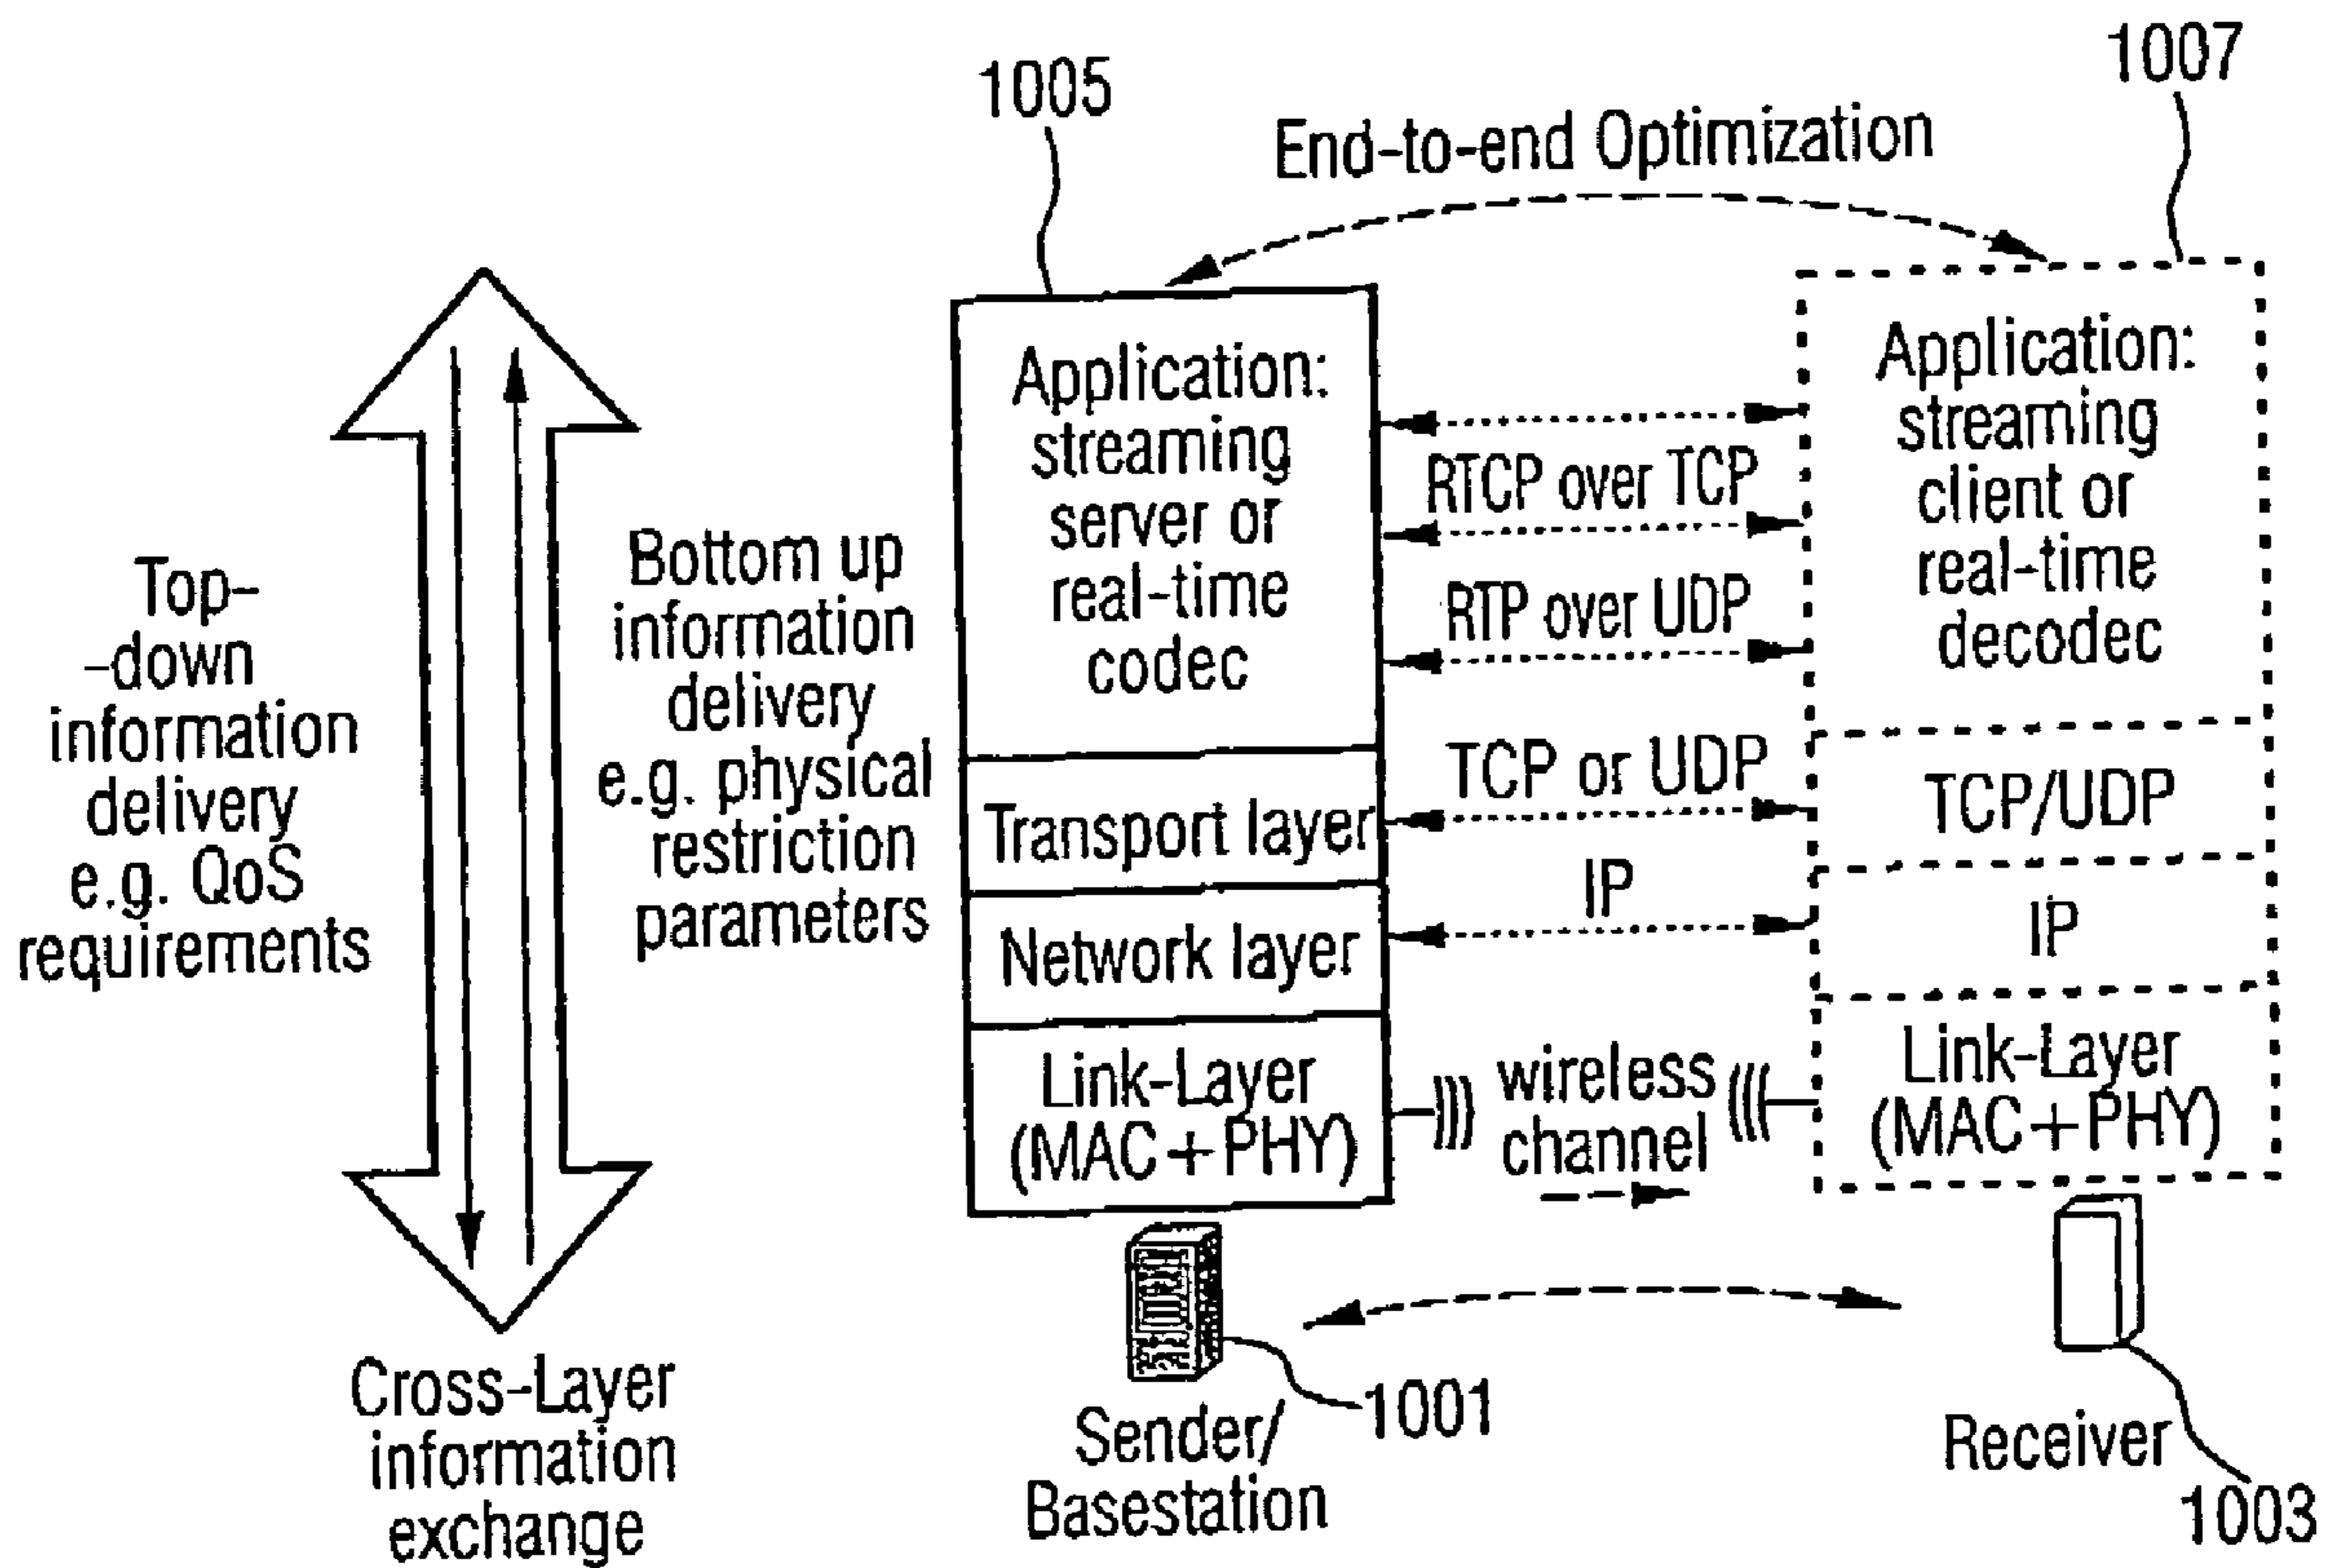 1005
1007
End-to-end Optimization
Top-
-down
information
delivery
e.g. QoS
requirements
Bottom up
information
delivery
e.g. physical
restriction
parameters
Cross-Layer
information
exchange
Application:
streaming
server or
real-time
codec
Transport layer
Network layer
Link-Layer
(MAC+PHY)
RTCP over TCP
RTP over UDP
TCP or UDP
IP
wireless
channel
Application:
streaming
client or
real-time
decodec
TCP/UDP
IP
Link-Layer
(MAC+PHY)
1001
Sender/
Basestation
Receiver
1003